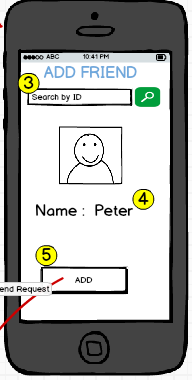 ABC 10:41 PM
ADD FRIEND
3
Search by ID
Name : Peter
4
5
end Request
ADD